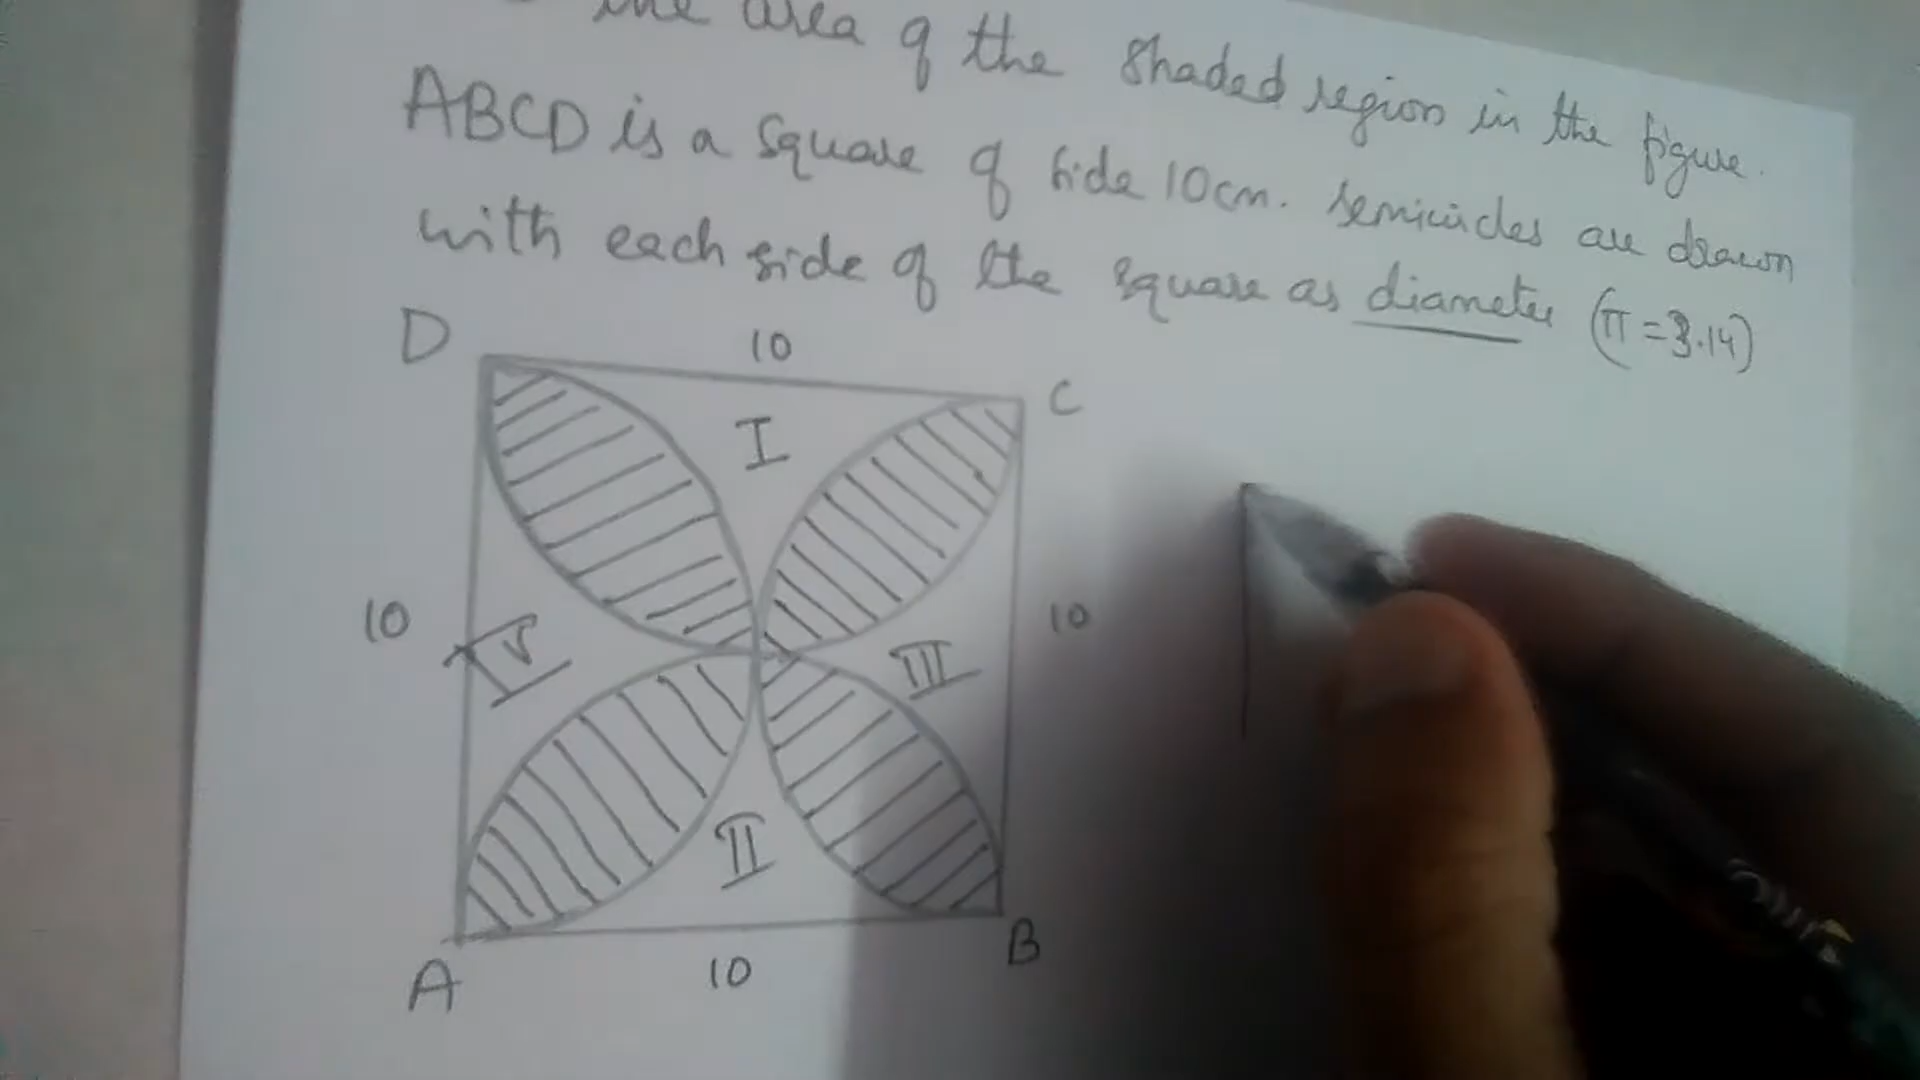 the area of the shaded region in the figure.
ABCD is a square of side 10cm. semicircles are drawn
with each side of the square as diameter (π=3.14)
D 10 C
I
10 IV III 10
II
A 10 B